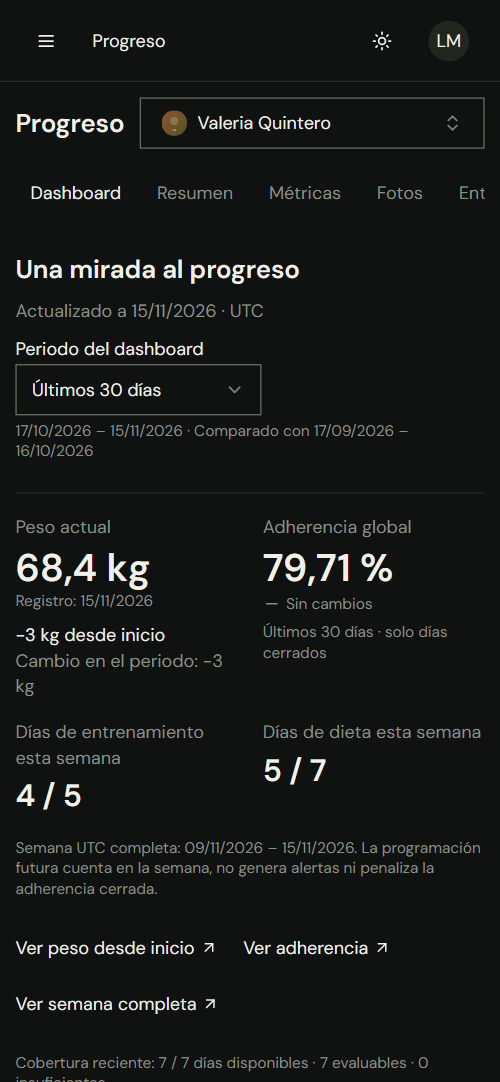 Progreso
LM
Progreso
Valeria Quintero
Dashboard Resumen Métricas Fotos Ent
Una mirada al progreso
Actualizado a 15/11/2026 · UTC
Periodo del dashboard
Últimos 30 días
17/10/2026 – 15/11/2026 · Comparado con 17/09/2026 –
16/10/2026
Peso actual
68,4 kg
Registro: 15/11/2026
-3 kg desde inicio
Cambio en el periodo: -3
kg
Adherencia global
79,71 %
— Sin cambios
Últimos 30 días · solo días
cerrados
Días de entrenamiento
esta semana
4 / 5
Días de dieta esta semana
5 / 7
Semana UTC completa: 09/11/2026 – 15/11/2026. La programación
futura cuenta en la semana, no genera alertas ni penaliza la
adherencia cerrada.
Ver peso desde inicio ↗ Ver adherencia ↗
Ver semana completa ↗
Cobertura reciente: 7 / 7 días disponibles · 7 evaluables · 0
insuficientes